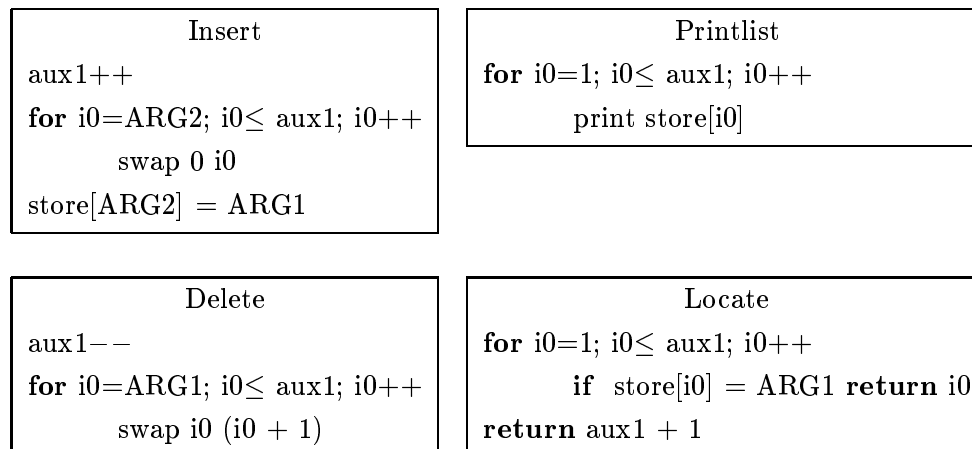 Insert
aux1++
for i0=ARG2; i0≤ aux1; i0++
swap 0 i0
store[ARG2] = ARG1
Printlist
for i0=1; i0≤ aux1; i0++
print store[i0]
Delete
aux1−−
for i0=ARG1; i0≤ aux1; i0++
swap i0 (i0 + 1)
Locate
for i0=1; i0≤ aux1; i0++
if store[i0] = ARG1 return i0
return aux1 + 1